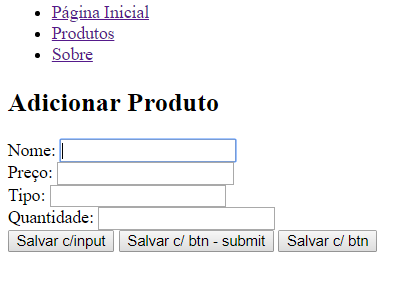 Página Inicial
Produtos
Sobre
Adicionar Produto
Nome:
Preço:
Tipo:
Quantidade:
Salvar c/input Salvar c/ btn - submit Salvar c/ btn